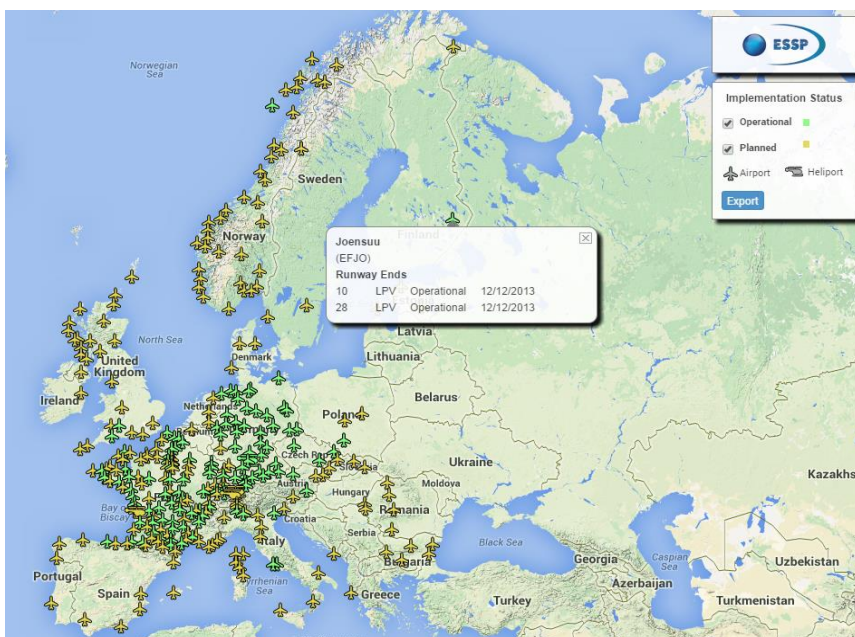 ESSP
Implementation Status
Operational
Planned
Airport
Heliport
Export
Norwegian
Sea
Sweden
Finland
Norway
Joensuu
(EFJO)
Runway Ends
10 LPV Operational 12/12/2013
28 LPV Operational 12/12/2013
North Sea
United
Kingdom
Denmark
Latvia
Lithuania
Ireland
Netherlands
Poland
Belarus
Czech Rep
Slovakia
Ukraine
Kazakhs
Austria
Hungary
Moldova
Bay of
Biscay
Croatia
Romania
Serbia
Italy
Bulgaria
Black Sea
Georgia
Caspian
Sea
Uzbekistan
Portugal
Spain
Tyrrhenian
Sea
Greece
Turkey
Azerbaijan
Turkmenistan